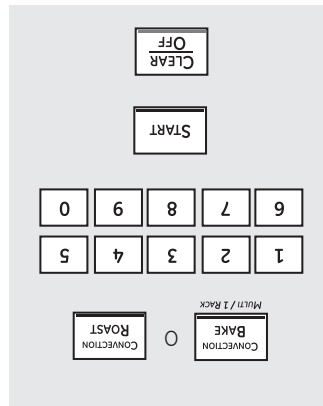 CONVECTION
BAKE
MULTI / 1 RACK
CONVECTION
ROAST
1 2 3 4 5
6 7 8 9 0
START
CLEAR
OFF